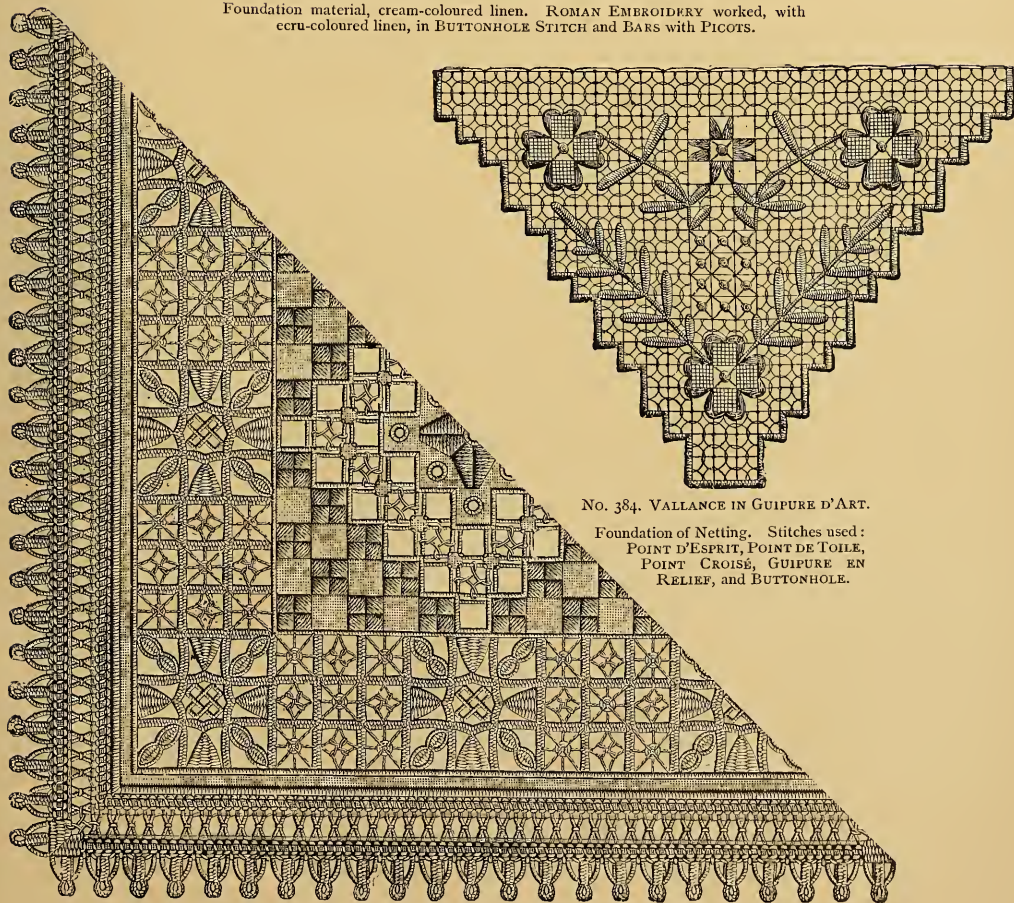 Foundation material, cream-coloured linen. ROMAN EMBROIDERY worked, with
ecru-coloured linen, in BUTTONHOLE STITCH and BARS with PICOTS.
No. 384. VALLANCE IN GUIPURE D'ART.
Foundation of Netting. Stitches used:
POINT D'ESPRIT, POINT DE TOILE,
POINT CROISÉ, GUIPURE EN
RELIEF, and BUTTONHOLE.